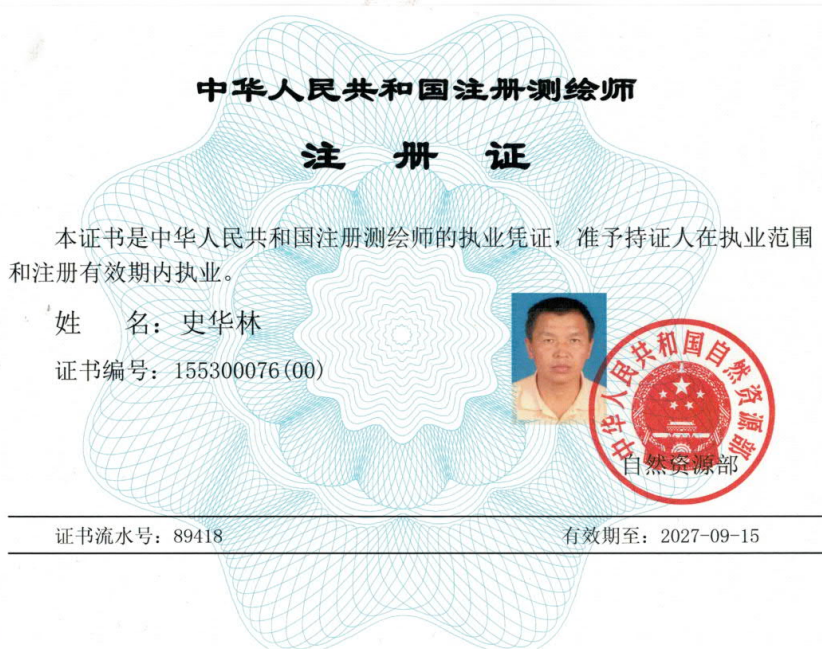 中华人民共和国注册测绘师
注 册 证
本证书是中华人民共和国注册测绘师的执业凭证，准予持证人在执业范围
和注册有效期内执业。
姓 名：史华林
证书编号：155300076(00)
中华人民共和国自然资源部
自然资源部
证书流水号：89418
有效期至：2027-09-15